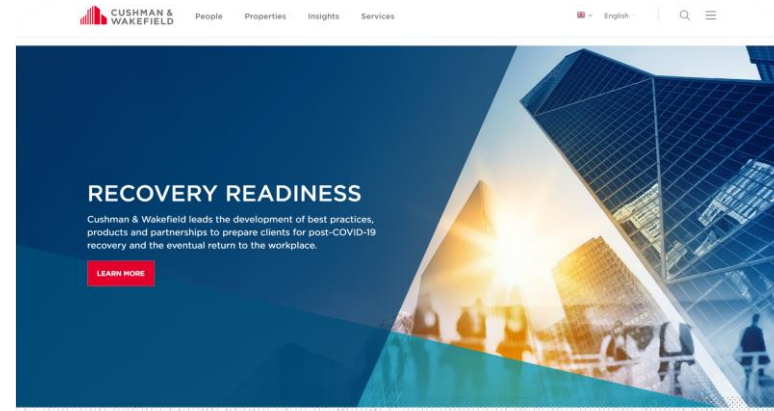 CUSHMAN &
WAKEFIELD
People Properties Insights Services English
RECOVERY READINESS
Cushman & Wakefield leads the development of best practices,
products and partnerships to prepare clients for post-COVID-19
recovery and the eventual return to the workplace.
LEARN MORE